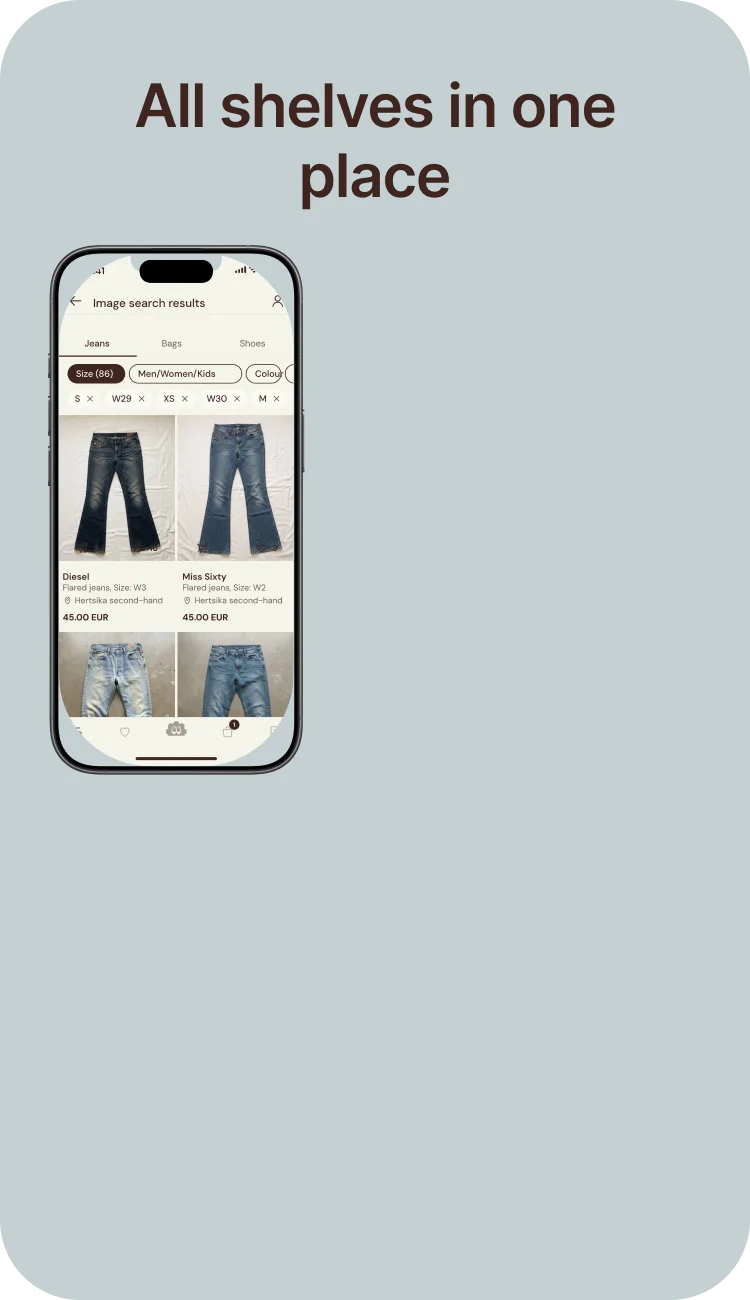 All shelves in one
place
Image search results
Jeans Bags Shoes
Size (86) Men/Women/Kids Colour
S W29 XS W30 M
Diesel Miss Sixty
Flared jeans, Size: W3 Flared jeans, Size: W2
Hertsika second-hand Hertsika second-hand
45.00 EUR 45.00 EUR
1